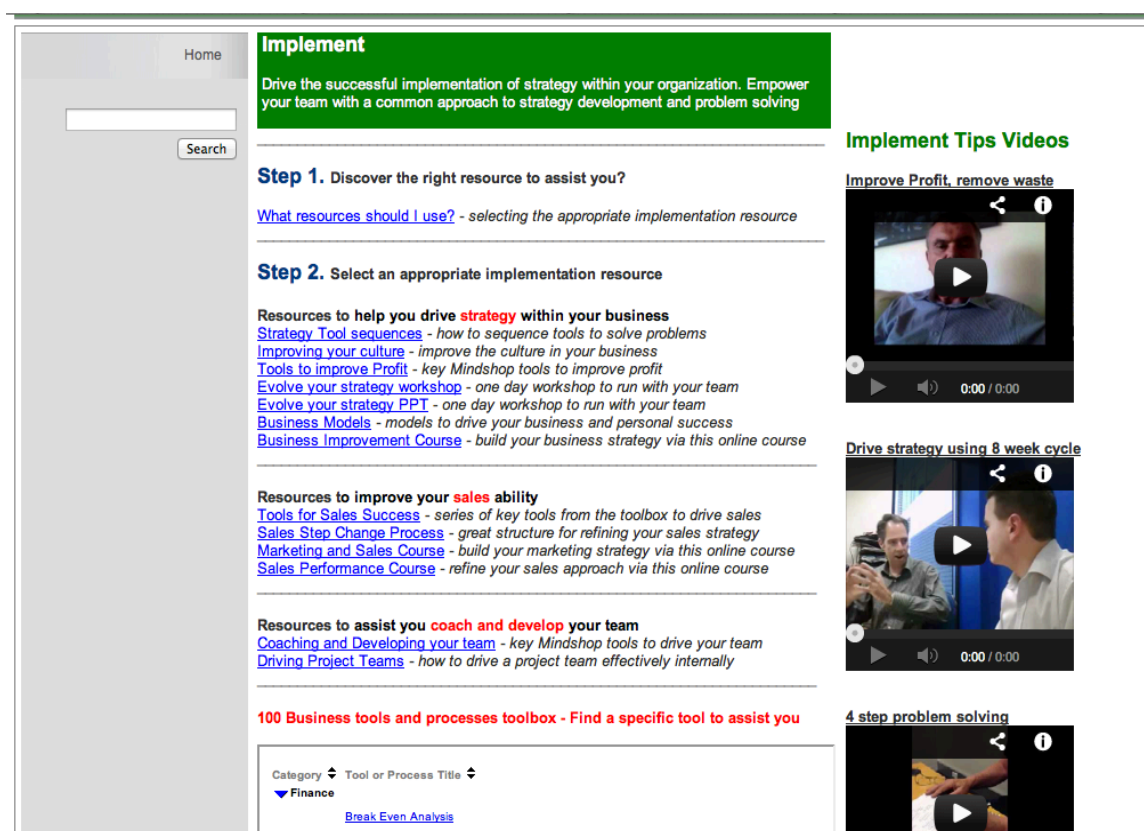 Home
Search
Implement
Drive the successful implementation of strategy within your organization. Empower
your team with a common approach to strategy development and problem solving
Step 1. Discover the right resource to assist you?
What resources should I use? - selecting the appropriate implementation resource
Step 2. Select an appropriate implementation resource
Resources to help you drive strategy within your business
Strategy Tool sequences - how to sequence tools to solve problems
Improving your culture - improve the culture in your business
Tools to improve Profit - key Mindshop tools to improve profit
Evolve your strategy workshop - one day workshop to run with your team
Evolve your strategy PPT - one day workshop to run with your team
Business Models - models to drive your business and personal success
Business Improvement Course - build your business strategy via this online course
Resources to improve your sales ability
Tools for Sales Success - series of key tools from the toolbox to drive sales
Sales Step Change Process - great structure for refining your sales strategy
Marketing and Sales Course - build your marketing strategy via this online course
Sales Performance Course - refine your sales approach via this online course
Resources to assist you coach and develop your team
Coaching and Developing your team - key Mindshop tools to drive your team
Driving Project Teams - how to drive a project team effectively internally
100 Business tools and processes toolbox - Find a specific tool to assist you
Category Tool or Process Title
Finance
Break Even Analysis
Implement Tips Videos
Improve Profit, remove waste
0:00 / 0:00
Drive strategy using 8 week cycle
0:00 / 0:00
4 step problem solving